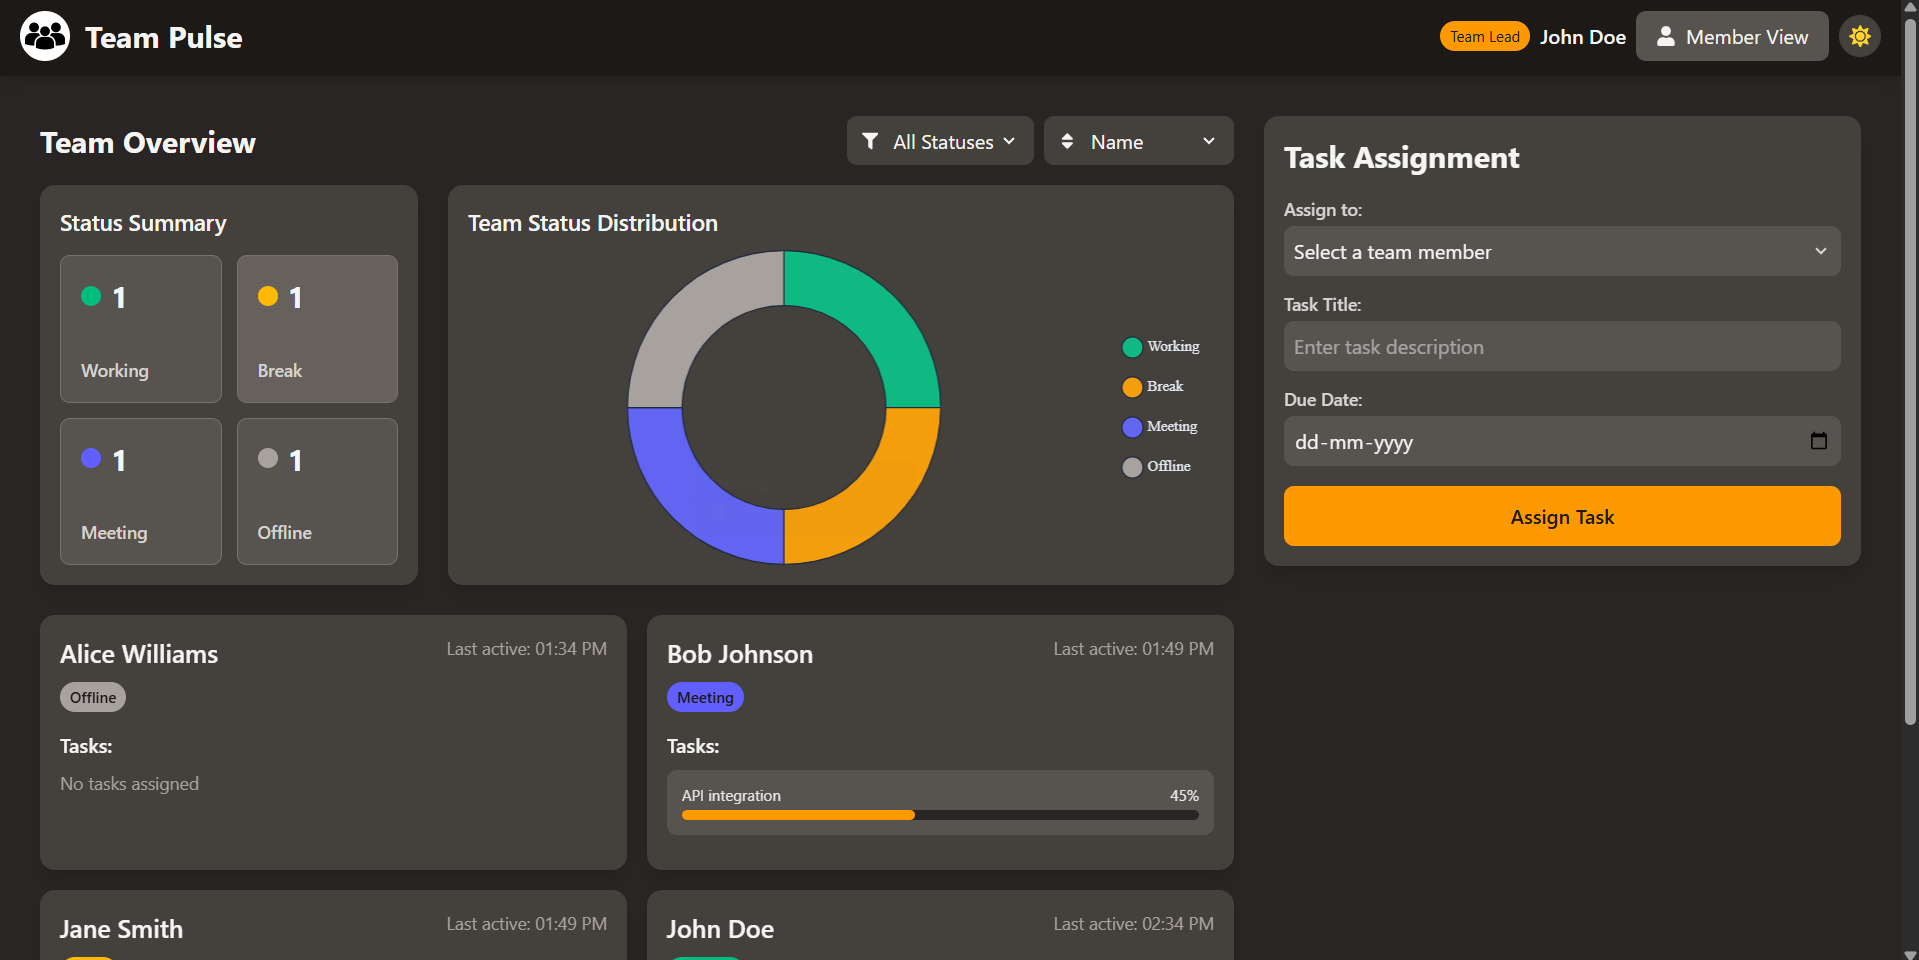 Team Pulse
Team Lead
John Doe
Member View
Team Overview
All Statuses
Name
Status Summary
1
Working
1
Break
1
Meeting
1
Offline
Team Status Distribution
Working
Break
Meeting
Offline
Task Assignment
Assign to:
Select a team member
Task Title:
Enter task description
Due Date:
dd-mm-yyyy
Assign Task
Alice Williams
Last active: 01:34 PM
Offline
Tasks:
No tasks assigned
Bob Johnson
Last active: 01:49 PM
Meeting
Tasks:
API integration
45%
Jane Smith
Last active: 01:49 PM
John Doe
Last active: 02:34 PM